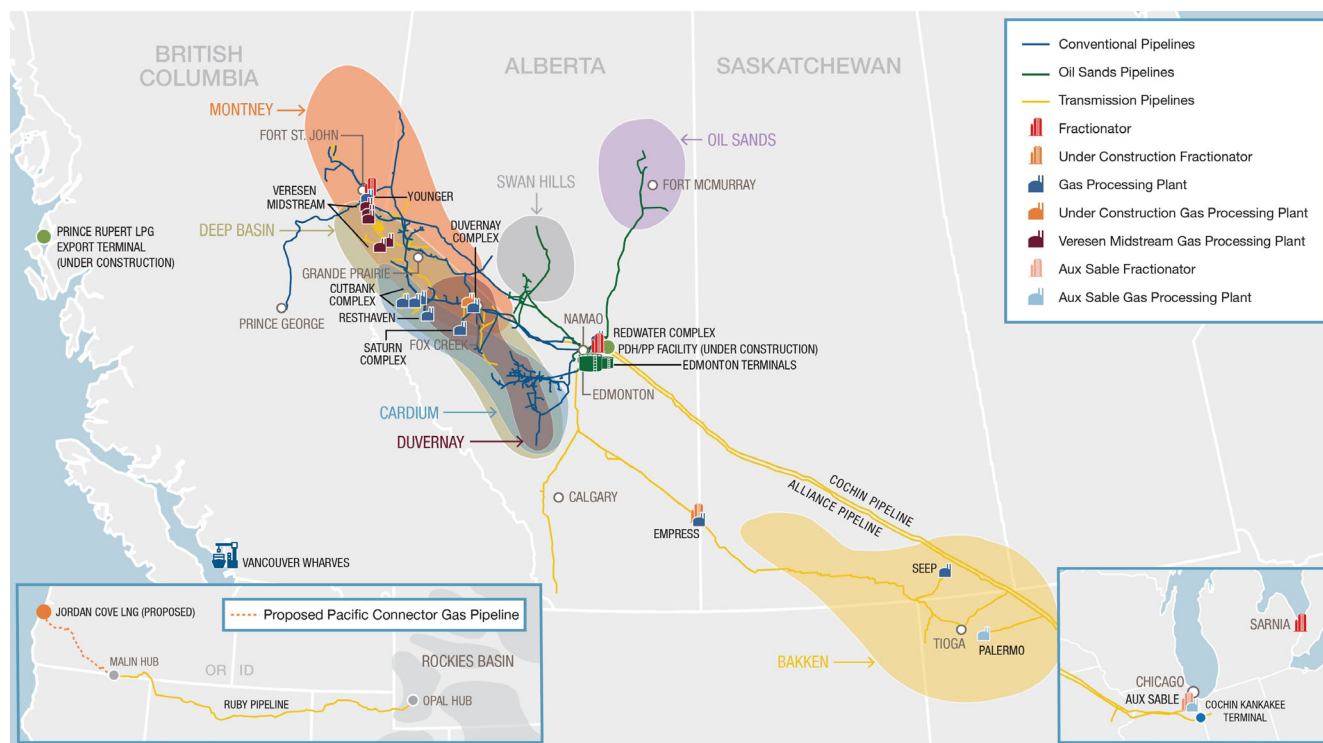 BRITISH
COLUMBIA
ALBERTA
SASKATCHEWAN
Conventional Pipelines
Oil Sands Pipelines
Transmission Pipelines
Fractionator
Under Construction Fractionator
Gas Processing Plant
Under Construction Gas Processing Plant
Veresen Midstream Gas Processing Plant
Aux Sable Fractionator
Aux Sable Gas Processing Plant
MONTNEY
FORT ST. JOHN
OIL SANDS
SWAN HILLS
FORT MCMURRAY
VERESEN
MIDSTREAM
YOUNGER
DEEP BASIN
DUVERNAY
COMPLEX
PRINCE RUPERT LPG
EXPORT TERMINAL
(UNDER CONSTRUCTION)
GRANDE PRAIRIE
CUTBANK
COMPLEX
RESTHAVEN
PRINCE GEORGE
SATURN
COMPLEX
FOX CREEK
NAMAO
REDWATER COMPLEX
PDH/PP FACILITY (UNDER CONSTRUCTION)
EDMONTON TERMINALS
EDMONTON
CARDIUM
DUVERNAY
CALGARY
COCHIN PIPELINE
ALLIANCE PIPELINE
EMPRESS
VANCOUVER WHARVES
SEEP
TIOGA
PALERMO
BAKKEN
JORDAN COVE LNG (PROPOSED)
Proposed Pacific Connector Gas Pipeline
MALIN HUB
OR
ID
ROCKIES BASIN
RUBY PIPELINE
OPAL HUB
SARNIA
CHICAGO
AUX SABLE
COCHIN KANKAKEE
TERMINAL